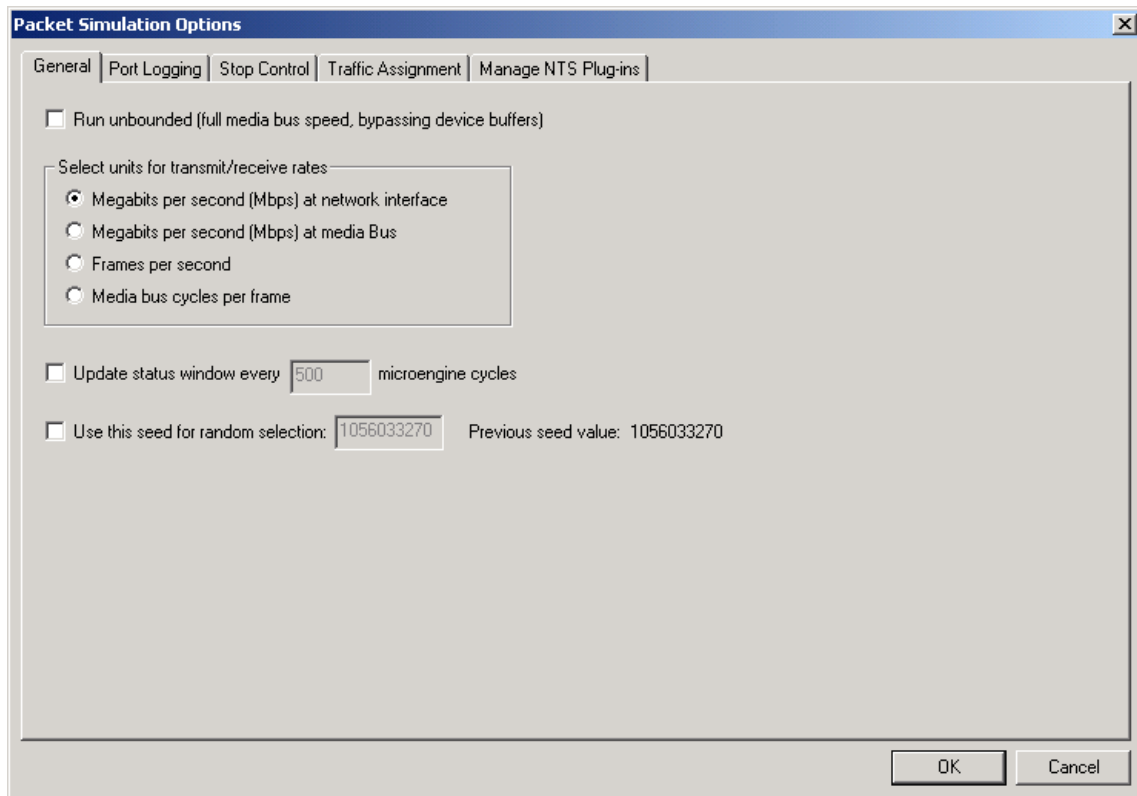 Packet Simulation Options
General Port Logging Stop Control Traffic Assignment Manage NTS Plug-ins
Run unbounded (full media bus speed, bypassing device buffers)
Select units for transmit/receive rates
Megabits per second (Mbps) at network interface
Megabits per second (Mbps) at media Bus
Frames per second
Media bus cycles per frame
Update status window every 500 microengine cycles
Use this seed for random selection: 1056033270 Previous seed value: 1056033270
OK Cancel